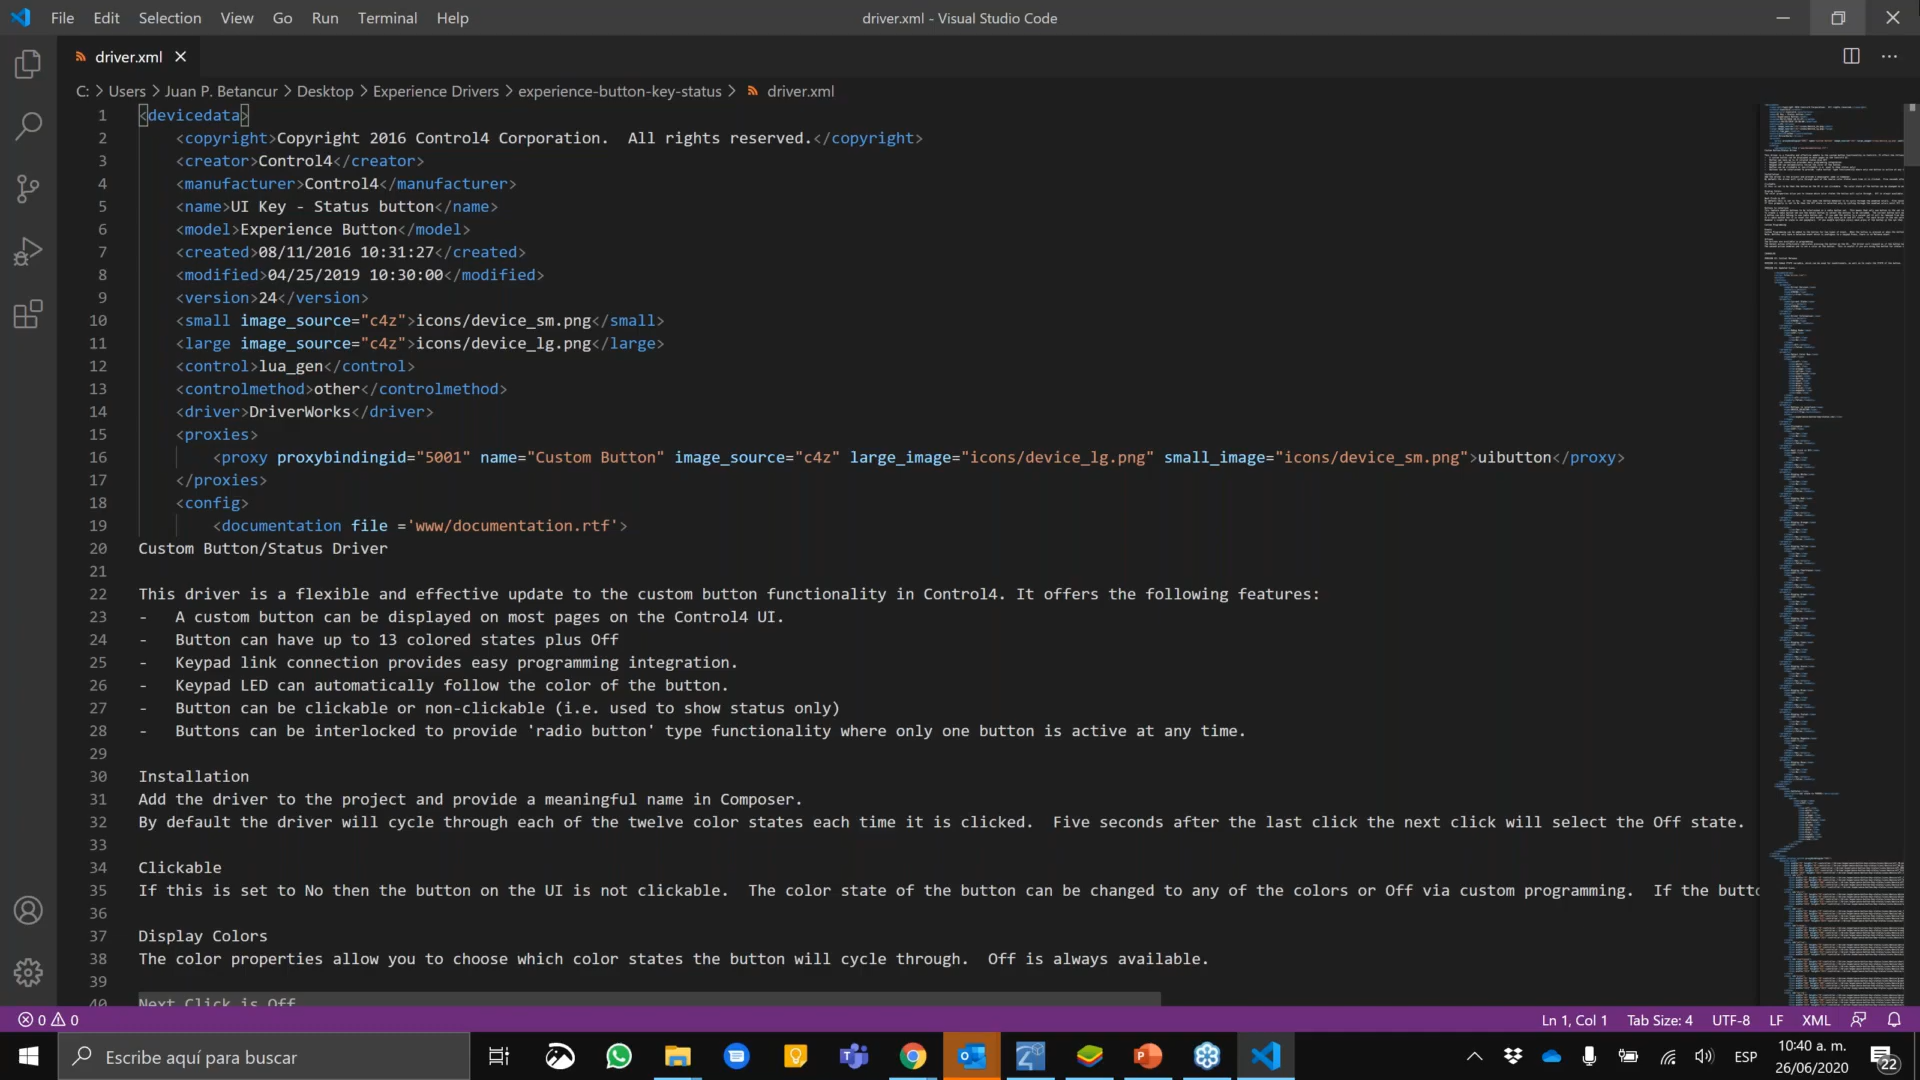 File Edit Selection View Go Run Terminal Help
driver.xml - Visual Studio Code
driver.xml
C: > Users > Juan P. Betancur > Desktop > Experience Drivers > experience-button-key-status > driver.xml
1 <devicedata>
2 <copyright>Copyright 2016 Control4 Corporation.  All rights reserved.</copyright>
3 <creator>Control4</creator>
4 <manufacturer>Control4</manufacturer>
5 <name>UI Key - Status button</name>
6 <model>Experience Button</model>
7 <created>08/11/2016 10:31:27</created>
8 <modified>04/25/2019 10:30:00</modified>
9 <version>24</version>
10 <small image_source="c4z">icons/device_sm.png</small>
11 <large image_source="c4z">icons/device_lg.png</large>
12 <control>lua_gen</control>
13 <controlmethod>other</controlmethod>
14 <driver>DriverWorks</driver>
15 <proxies>
16 <proxy proxybindingid="5001" name="Custom Button" image_source="c4z" large_image="icons/device_lg.png" small_image="icons/device_sm.png">uibutton</proxy>
17 </proxies>
18 <config>
19 <documentation file ='www/documentation.rtf'>
20 Custom Button/Status Driver
21
22 This driver is a flexible and effective update to the custom button functionality in Control4. It offers the following features:
23 -   A custom button can be displayed on most pages on the Control4 UI.
24 -   Button can have up to 13 colored states plus Off
25 -   Keypad link connection provides easy programming integration.
26 -   Keypad LED can automatically follow the color of the button.
27 -   Button can be clickable or non-clickable (i.e. used to show status only)
28 -   Buttons can be interlocked to provide 'radio button' type functionality where only one button is active at any time.
29
30 Installation
31 Add the driver to the project and provide a meaningful name in Composer.
32 By default the driver will cycle through each of the twelve color states each time it is clicked.  Five seconds after the last click the next click will select the Off state.
33
34 Clickable
35 If this is set to No then the button on the UI is not clickable.  The color state of the button can be changed to any of the colors or Off via custom programming.  If the butto
36
37 Display Colors
38 The color properties allow you to choose which color states the button will cycle through.  Off is always available.
39
40 Next Click is Off
0 0
Ln 1, Col 1 Tab Size: 4 UTF-8 LF XML
Escribe aquí para buscar
ESP
10:40 a. m.
26/06/2020
22